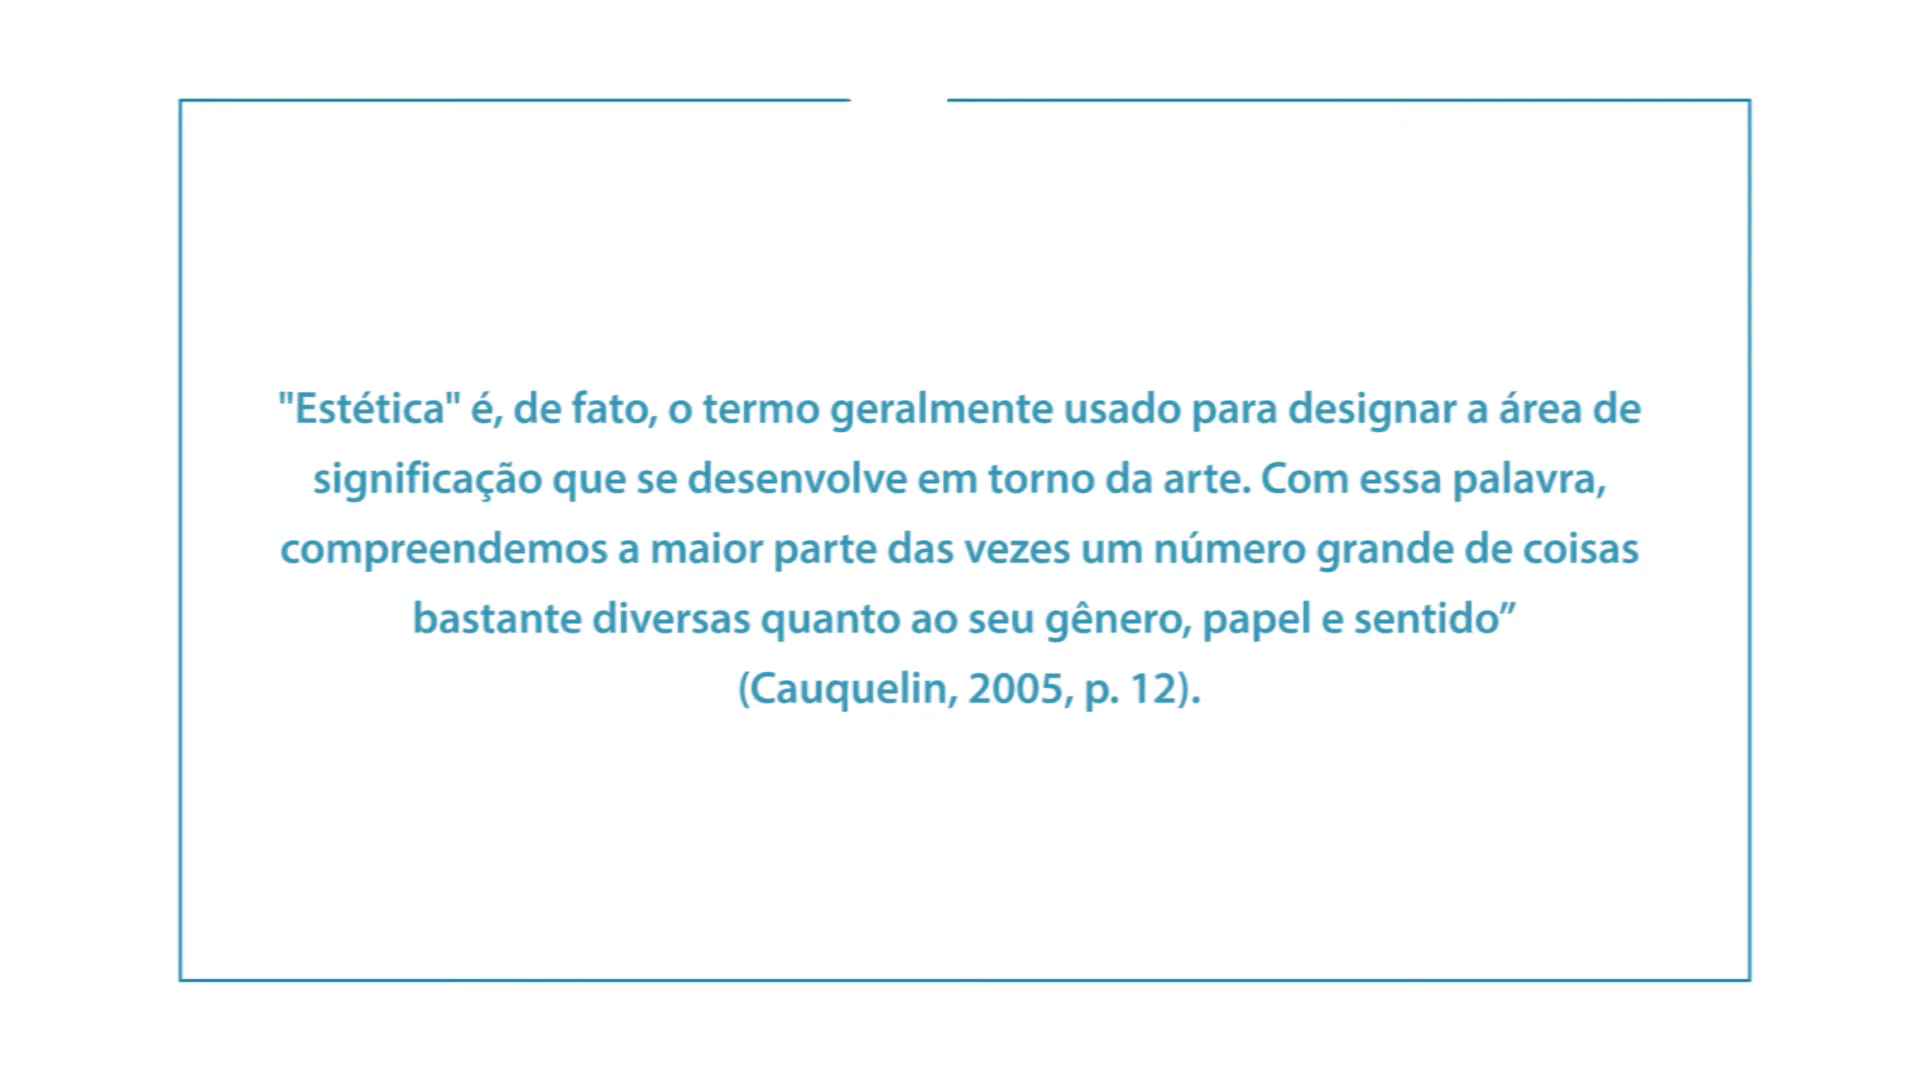 "Estética" é, de fato, o termo geralmente usado para designar a área de
significação que se desenvolve em torno da arte. Com essa palavra,
compreendemos a maior parte das vezes um número grande de coisas
bastante diversas quanto ao seu gênero, papel e sentido”
(Cauquelin, 2005, p. 12).